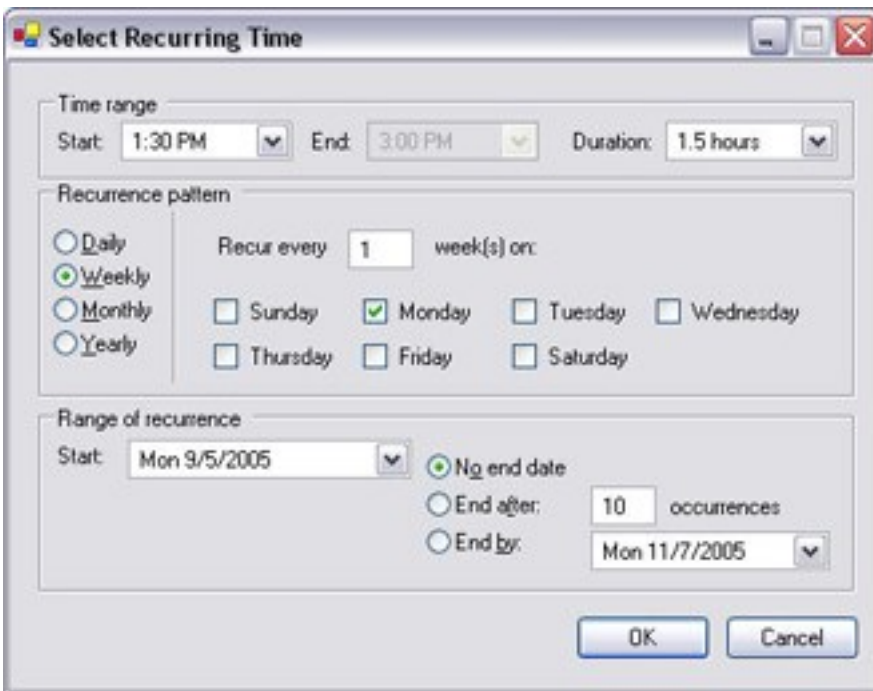 Select Recurring Time
Time range
Start: 1:30 PM End: 3:00 PM Duration: 1.5 hours
Recurrence pattern
Daily
Weekly
Monthly
Yearly
Recur every 1 week(s) on:
Sunday Monday Tuesday Wednesday
Thursday Friday Saturday
Range of recurrence
Start: Mon 9/5/2005
No end date
End after: 10 occurrences
End by: Mon 11/7/2005
OK Cancel